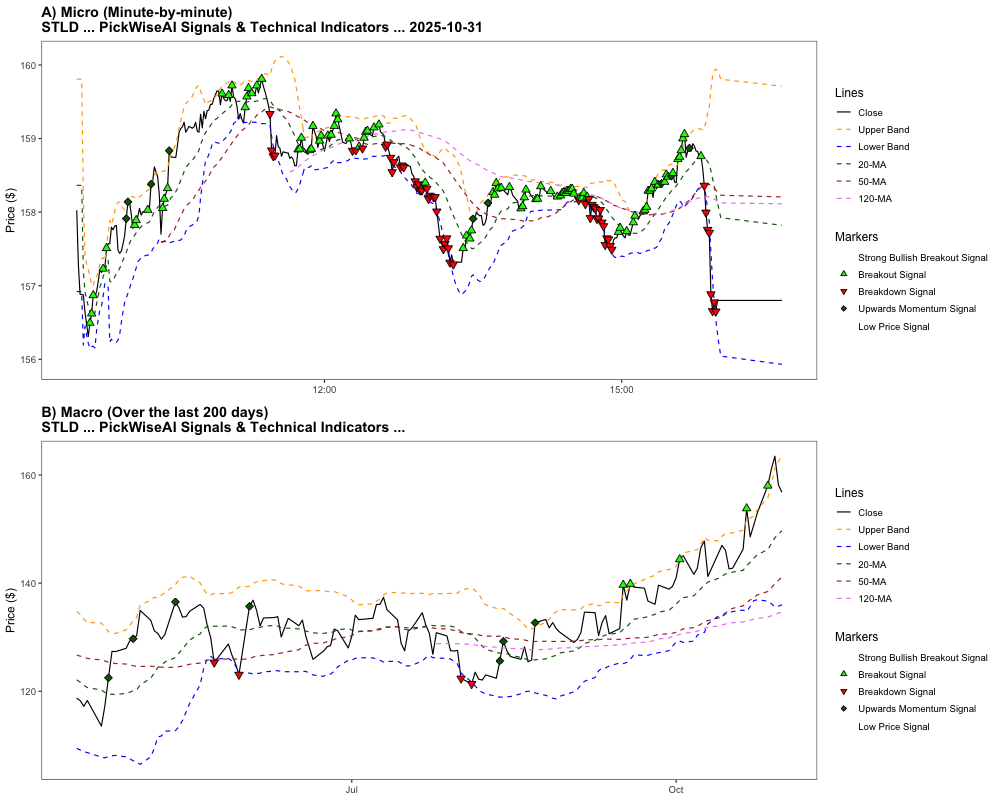 A) Micro (Minute-by-minute)
STLD ... PickWiseAI Signals & Technical Indicators ... 2025-10-31
Price ($)
160
159
158
157
156
12:00
15:00
Lines
Close
Upper Band
Lower Band
20-MA
50-MA
120-MA
Markers
Strong Bullish Breakout Signal
Breakout Signal
Breakdown Signal
Upwards Momentum Signal
Low Price Signal
B) Macro (Over the last 200 days)
STLD ... PickWiseAI Signals & Technical Indicators ...
Price ($)
160
140
120
Jul
Oct
Lines
Close
Upper Band
Lower Band
20-MA
50-MA
120-MA
Markers
Strong Bullish Breakout Signal
Breakout Signal
Breakdown Signal
Upwards Momentum Signal
Low Price Signal